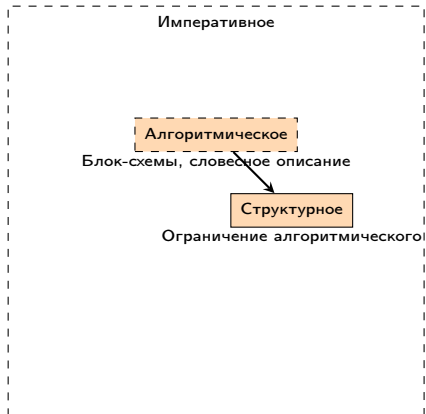 Императивное
Алгоритмическое
Блок-схемы, словесное описание
Структурное
Ограничение алгоритмического